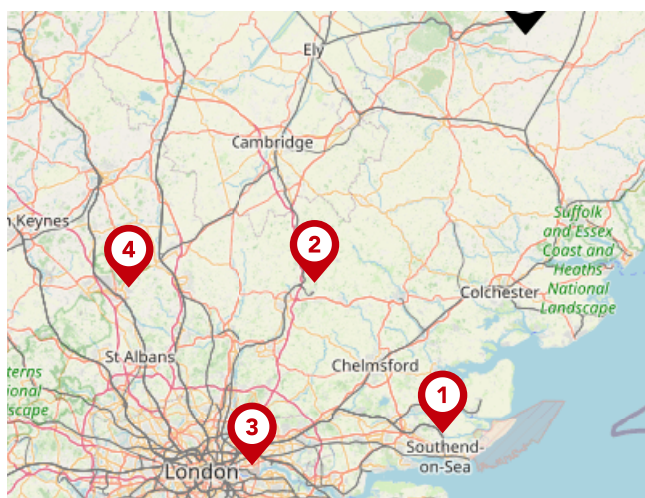 Ely
Cambridge
n Keynes
Suffolk
and Essex
Coast and
Heaths
National
Landscape
4
2
Colchester
St Albans
Chelmsford
terns
ional
scape
1
3
Southend-
on-Sea
London